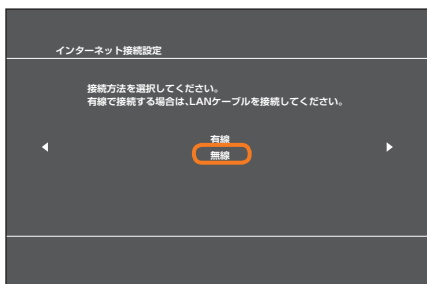 インターネット接続設定
接続方法を選択してください。
有線で接続する場合は、LANケーブルを接続してください。
有線
無線